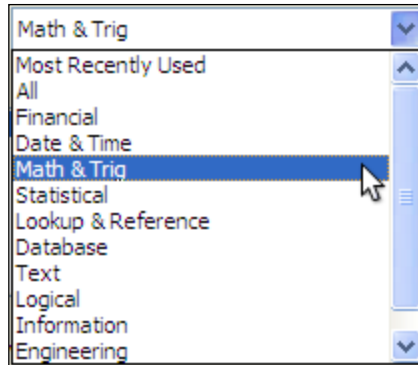 Math & Trig
Most Recently Used
All
Financial
Date & Time
Math & Trig
Statistical
Lookup & Reference
Database
Text
Logical
Information
Engineering